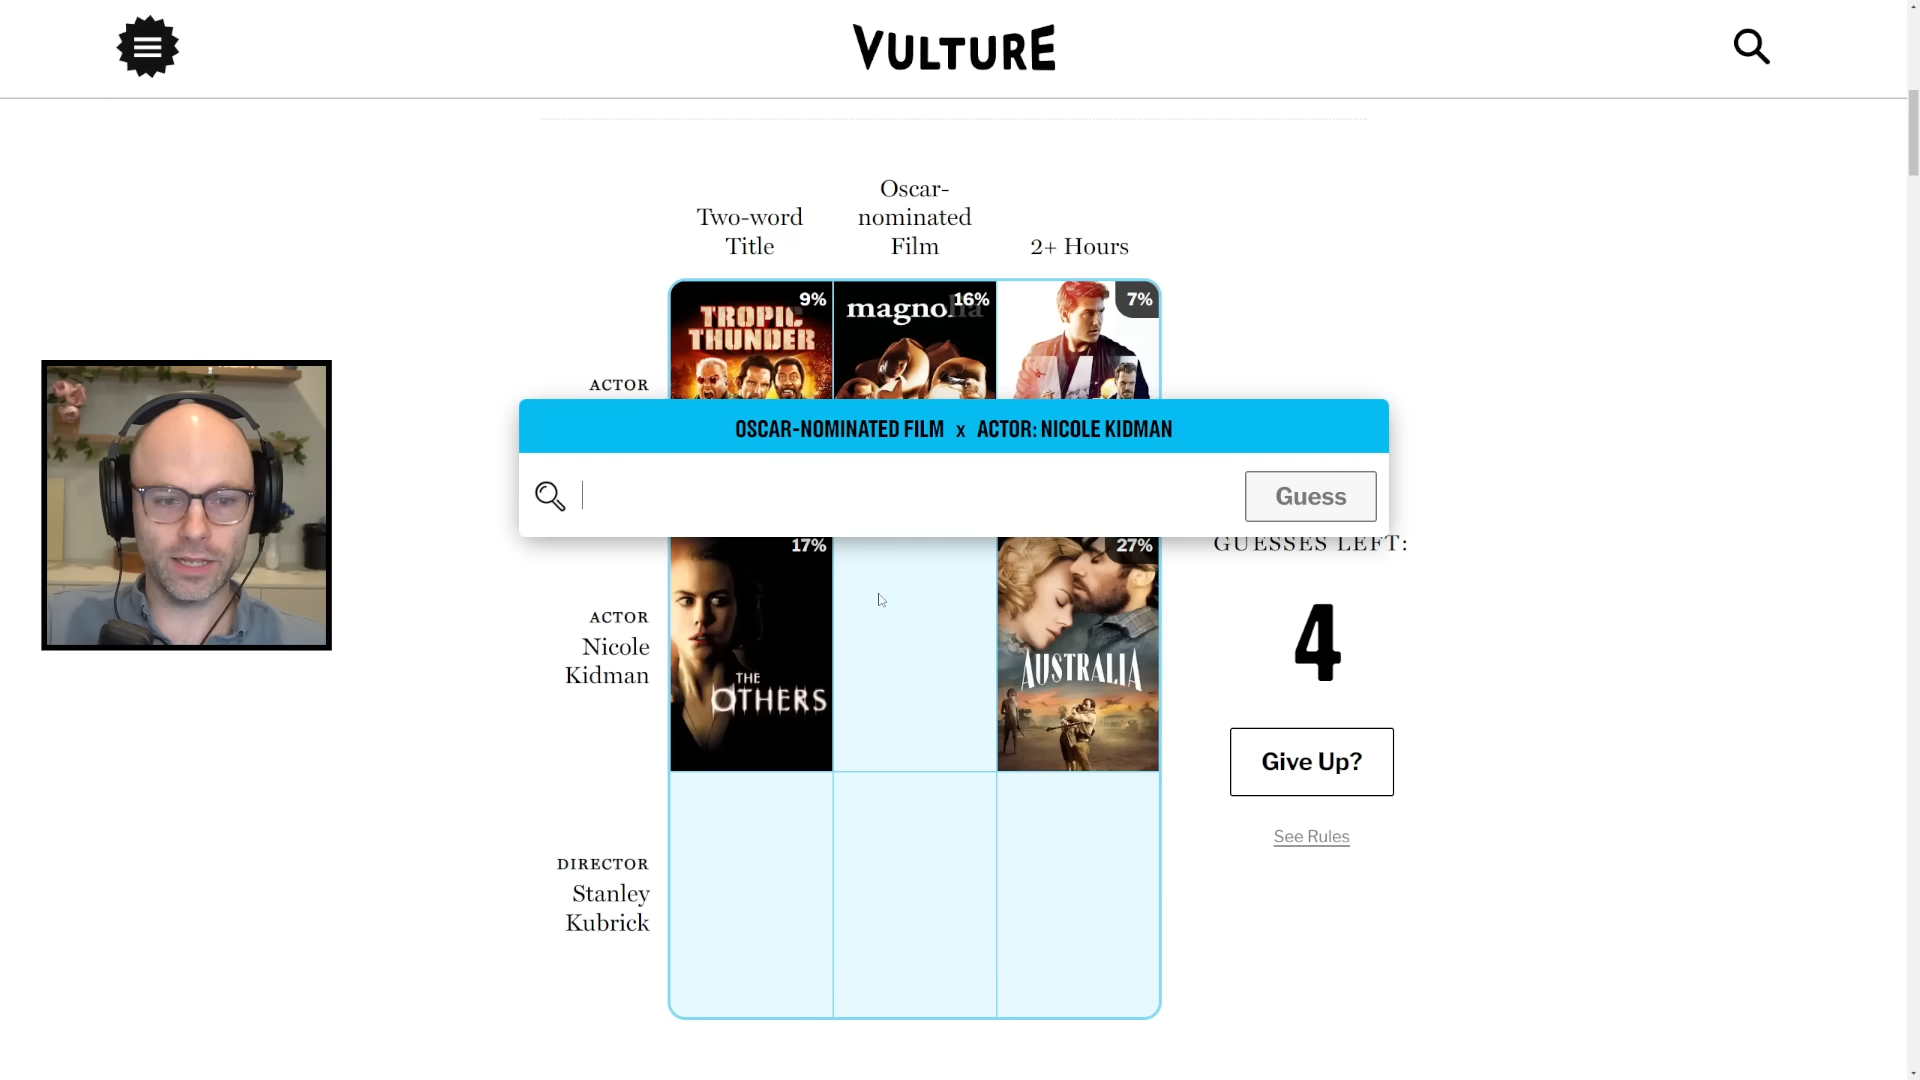 VULTURE
Two-word
Title
Oscar-
nominated
Film
2+ Hours
9%
TROPIC
THUNDER
16%
magnolia
7%
ACTOR
OSCAR-NOMINATED FILM x ACTOR: NICOLE KIDMAN
Guess
GUESSES LEFT:
4
Give Up?
See Rules
ACTOR
Nicole
Kidman
17%
THE
OTHERS
27%
AUSTRALIA
DIRECTOR
Stanley
Kubrick